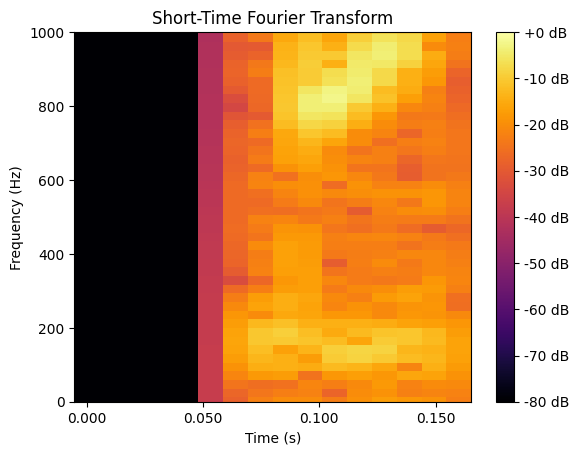 Short-Time Fourier Transform
1000
800
600
400
200
0
Frequency (Hz)
0.000
0.050
0.100
0.150
Time (s)
+0 dB
-10 dB
-20 dB
-30 dB
-40 dB
-50 dB
-60 dB
-70 dB
-80 dB